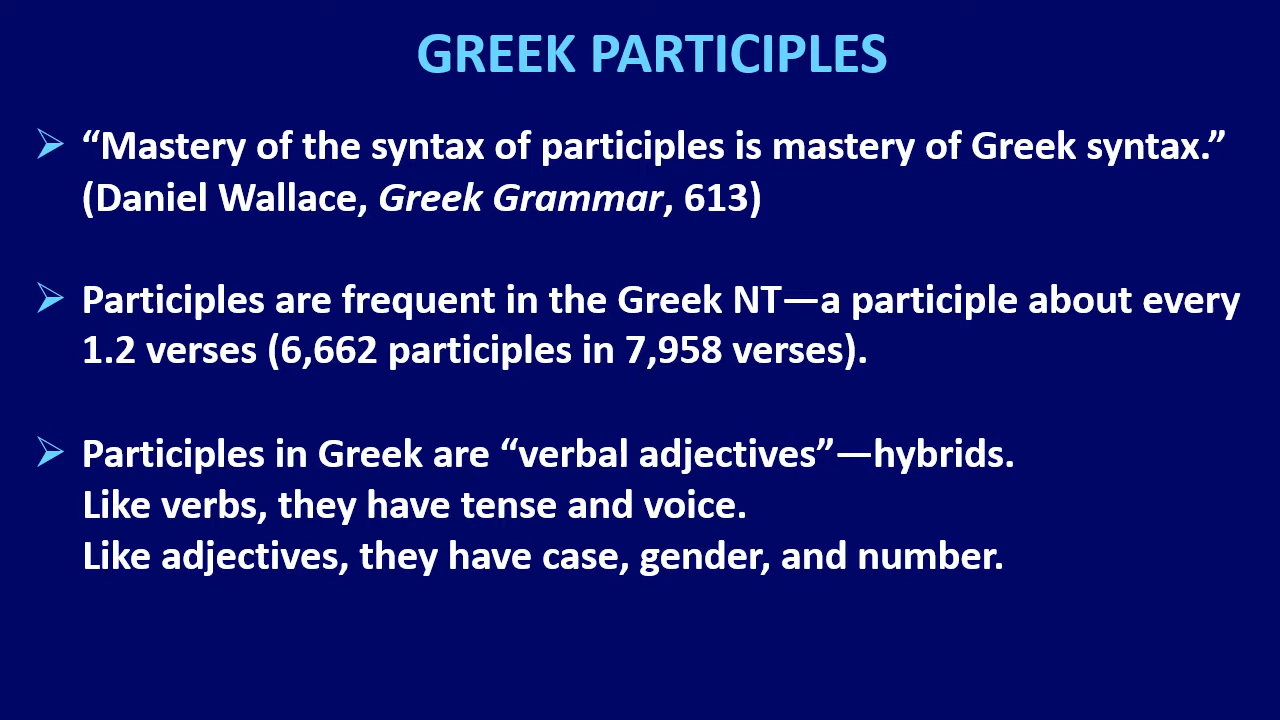 GREEK PARTICIPLES
➢ “Mastery of the syntax of participles is mastery of Greek syntax.”
(Daniel Wallace, Greek Grammar, 613)
➢ Participles are frequent in the Greek NT—a participle about every
1.2 verses (6,662 participles in 7,958 verses).
➢ Participles in Greek are “verbal adjectives”—hybrids.
Like verbs, they have tense and voice.
Like adjectives, they have case, gender, and number.